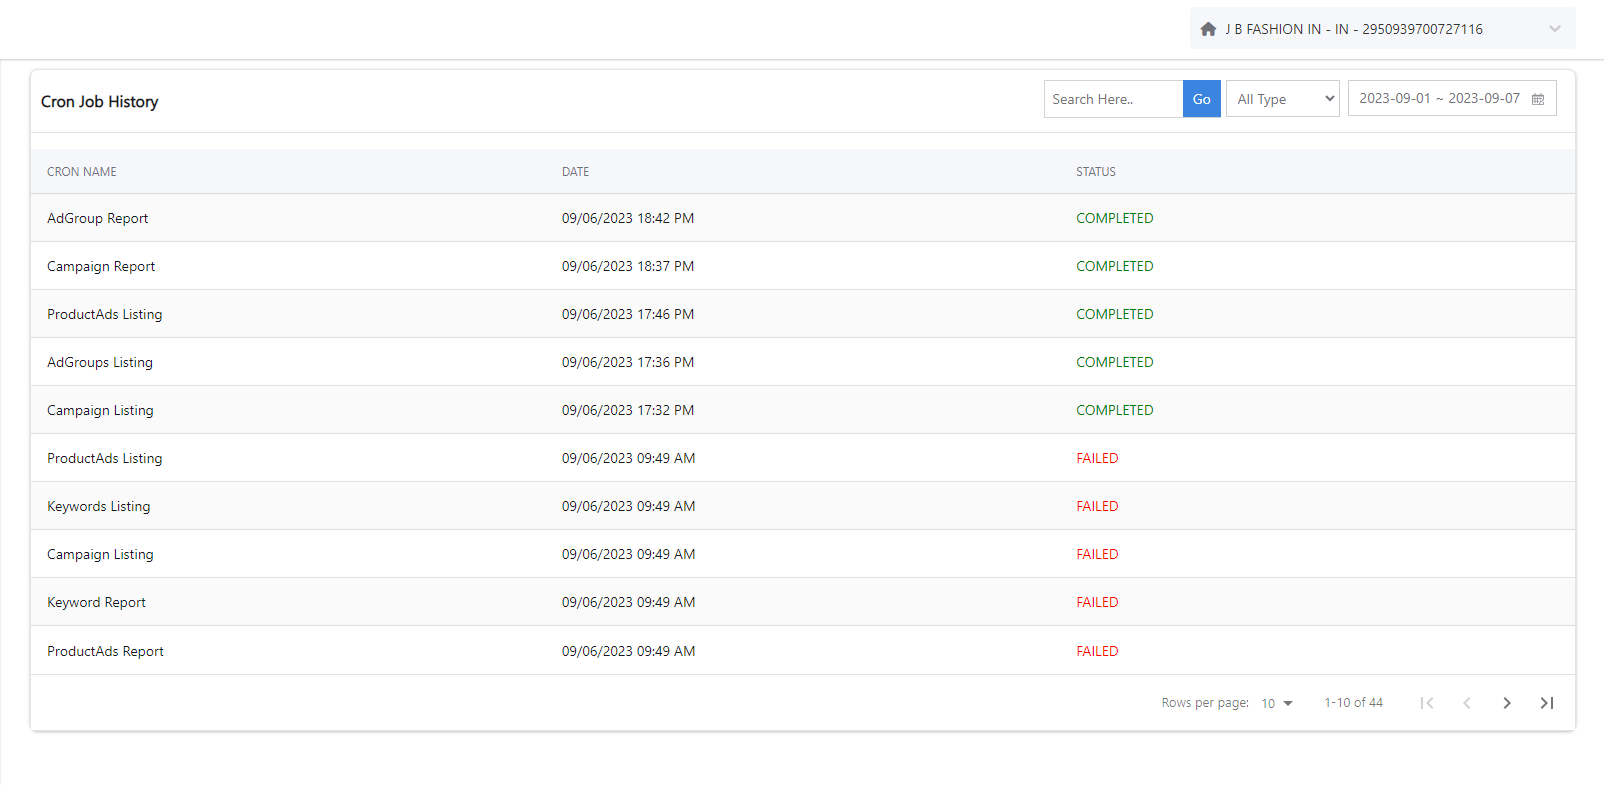 J B FASHION IN - IN - 2950939700727116
Cron Job History
Search Here.. Go All Type 2023-09-01 ~ 2023-09-07
CRON NAME DATE STATUS
AdGroup Report 09/06/2023 18:42 PM COMPLETED
Campaign Report 09/06/2023 18:37 PM COMPLETED
ProductAds Listing 09/06/2023 17:46 PM COMPLETED
AdGroups Listing 09/06/2023 17:36 PM COMPLETED
Campaign Listing 09/06/2023 17:32 PM COMPLETED
ProductAds Listing 09/06/2023 09:49 AM FAILED
Keywords Listing 09/06/2023 09:49 AM FAILED
Campaign Listing 09/06/2023 09:49 AM FAILED
Keyword Report 09/06/2023 09:49 AM FAILED
ProductAds Report 09/06/2023 09:49 AM FAILED
Rows per page: 10 1-10 of 44